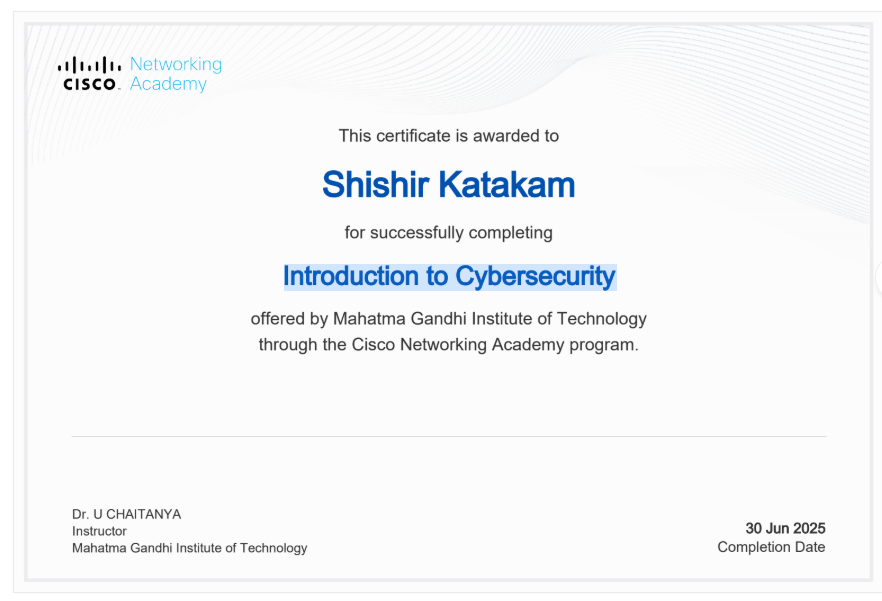 CISCO Networking Academy
This certificate is awarded to
Shishir Katakam
for successfully completing
Introduction to Cybersecurity
offered by Mahatma Gandhi Institute of Technology
through the Cisco Networking Academy program.
Dr. U CHAITANYA
Instructor
Mahatma Gandhi Institute of Technology
30 Jun 2025
Completion Date